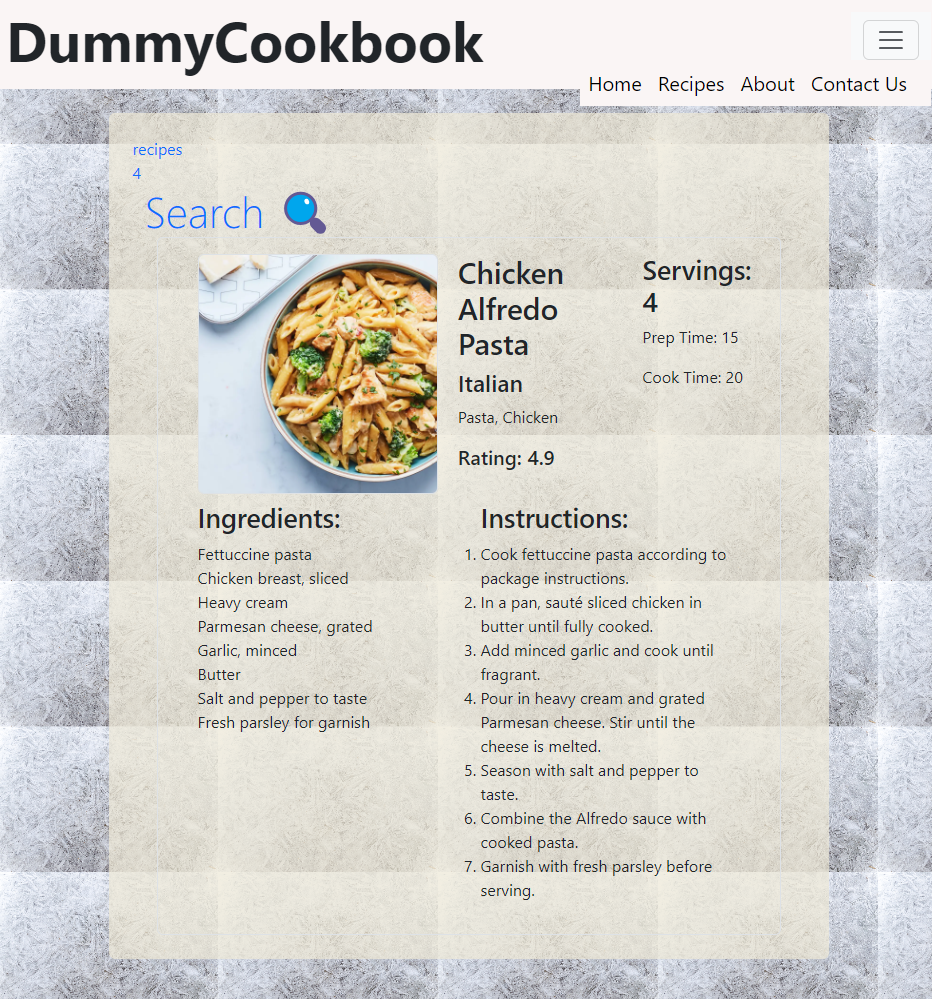 DummyCookbook
Home Recipes About Contact Us
recipes
4
Search
Chicken
Alfredo
Pasta
Italian
Pasta, Chicken
Rating: 4.9
Servings:
4
Prep Time: 15
Cook Time: 20
Ingredients:
Fettuccine pasta
Chicken breast, sliced
Heavy cream
Parmesan cheese, grated
Garlic, minced
Butter
Salt and pepper to taste
Fresh parsley for garnish
Instructions:
1. Cook fettuccine pasta according to
package instructions.
2. In a pan, sauté sliced chicken in
butter until fully cooked.
3. Add minced garlic and cook until
fragrant.
4. Pour in heavy cream and grated
Parmesan cheese. Stir until the
cheese is melted.
5. Season with salt and pepper to
taste.
6. Combine the Alfredo sauce with
cooked pasta.
7. Garnish with fresh parsley before
serving.